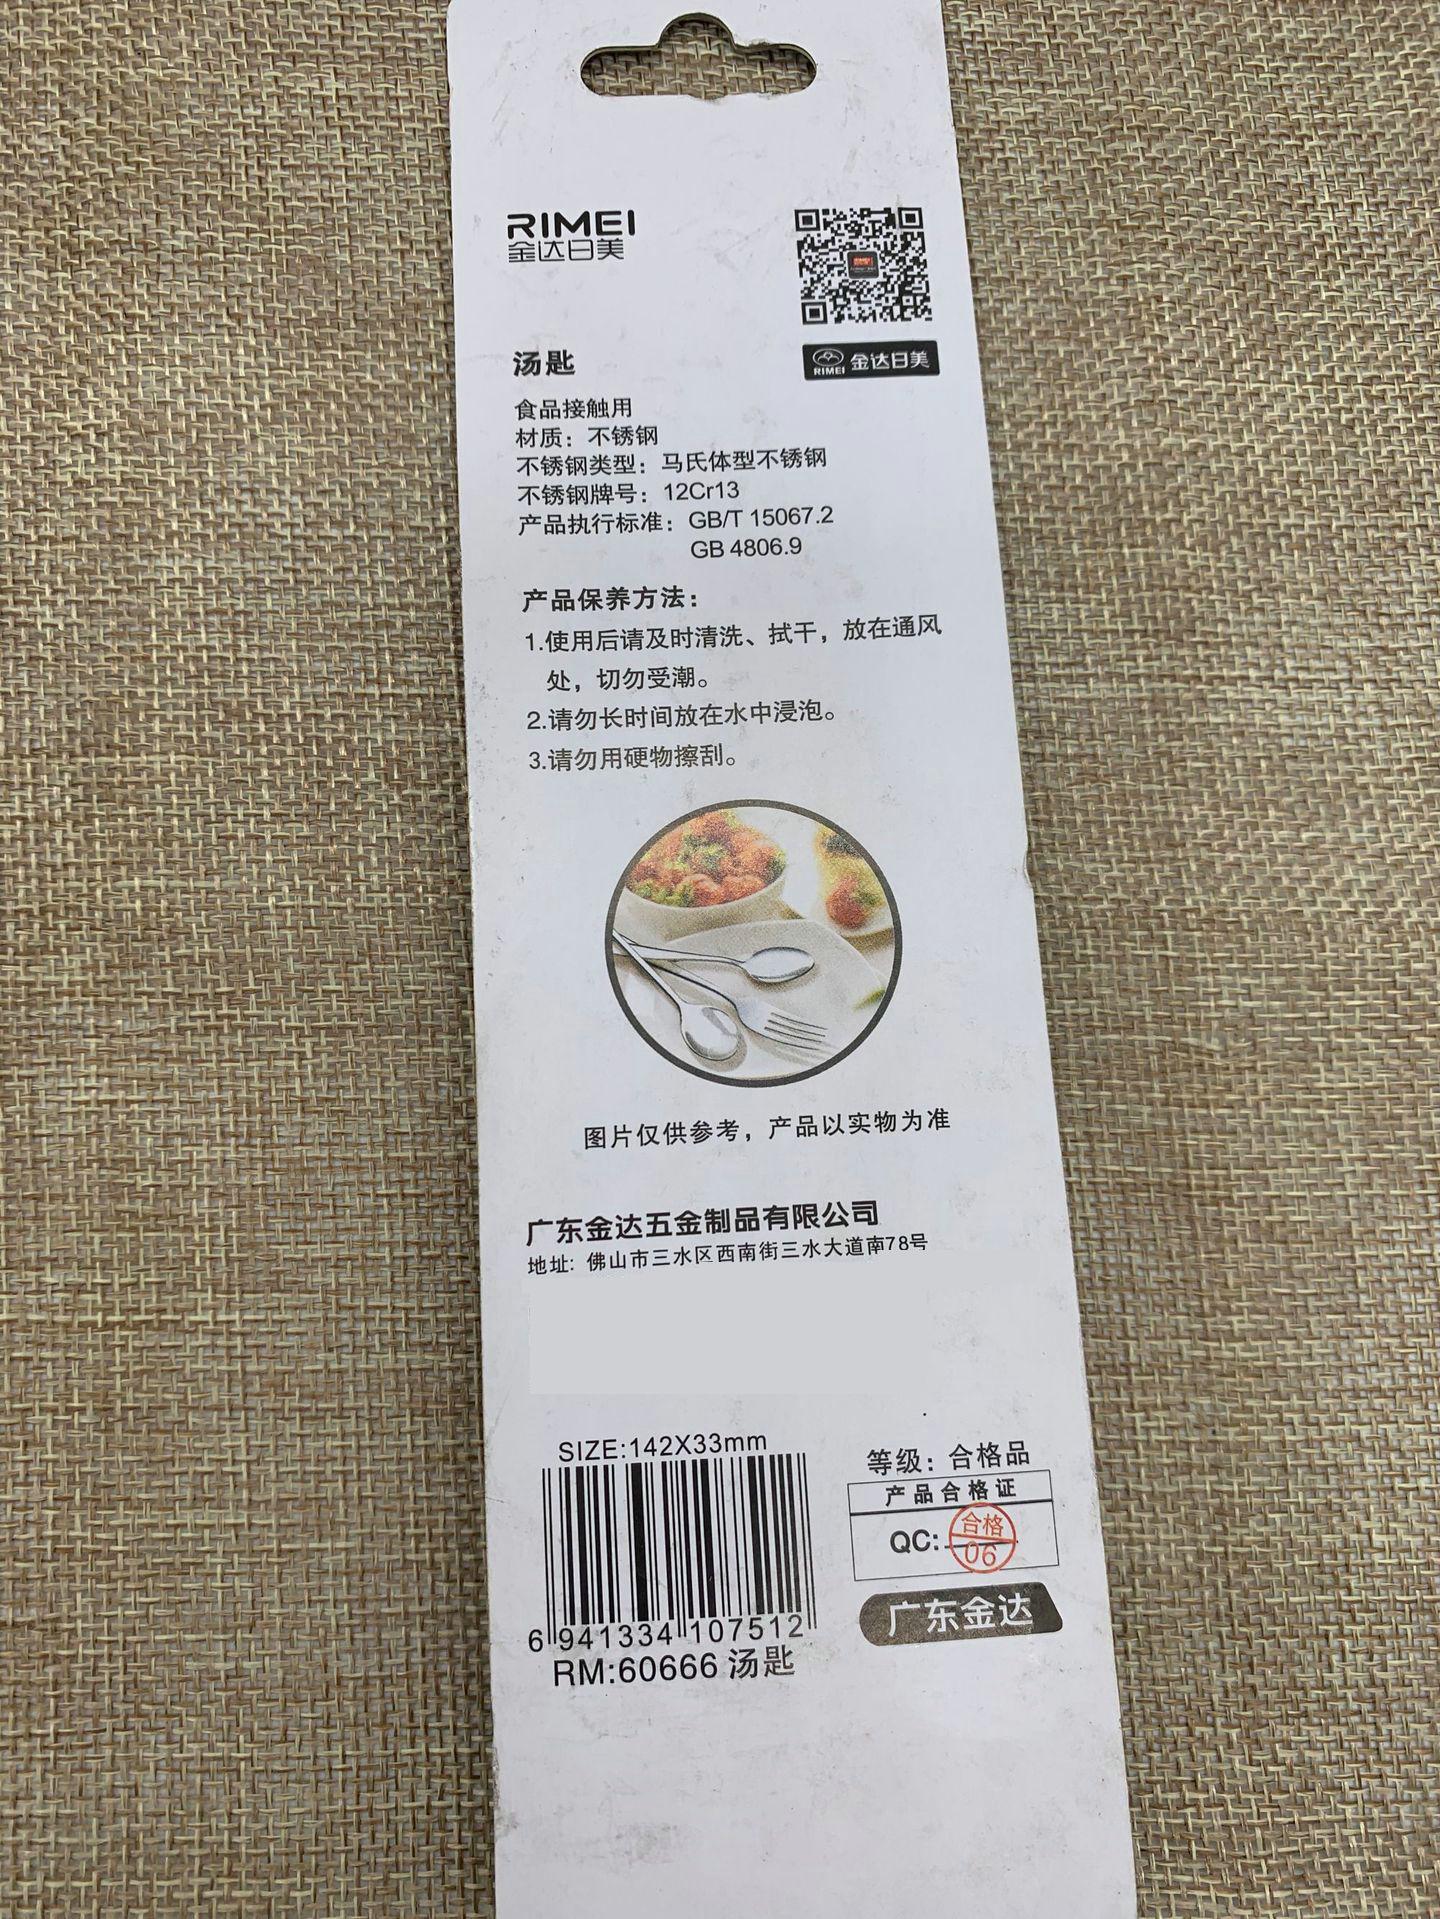 RIMEI
金达日美
RIMEI 金达日美
汤匙
食品接触用
材质：不锈钢
不锈钢类型：马氏体型不锈钢
不锈钢牌号：12Cr13
产品执行标准：GB/T 15067.2
GB 4806.9
产品保养方法：
1.使用后请及时清洗、拭干，放在通风
处，切勿受潮。
2.请勿长时间放在水中浸泡。
3.请勿用硬物擦刮。
图片仅供参考，产品以实物为准
广东金达五金制品有限公司
地址: 佛山市三水区西南街三水大道南78号
SIZE:142X33mm
6 941334 107512
RM:60666 汤匙
等级：合格品
产品合格证
QC: 合格
06
广东金达